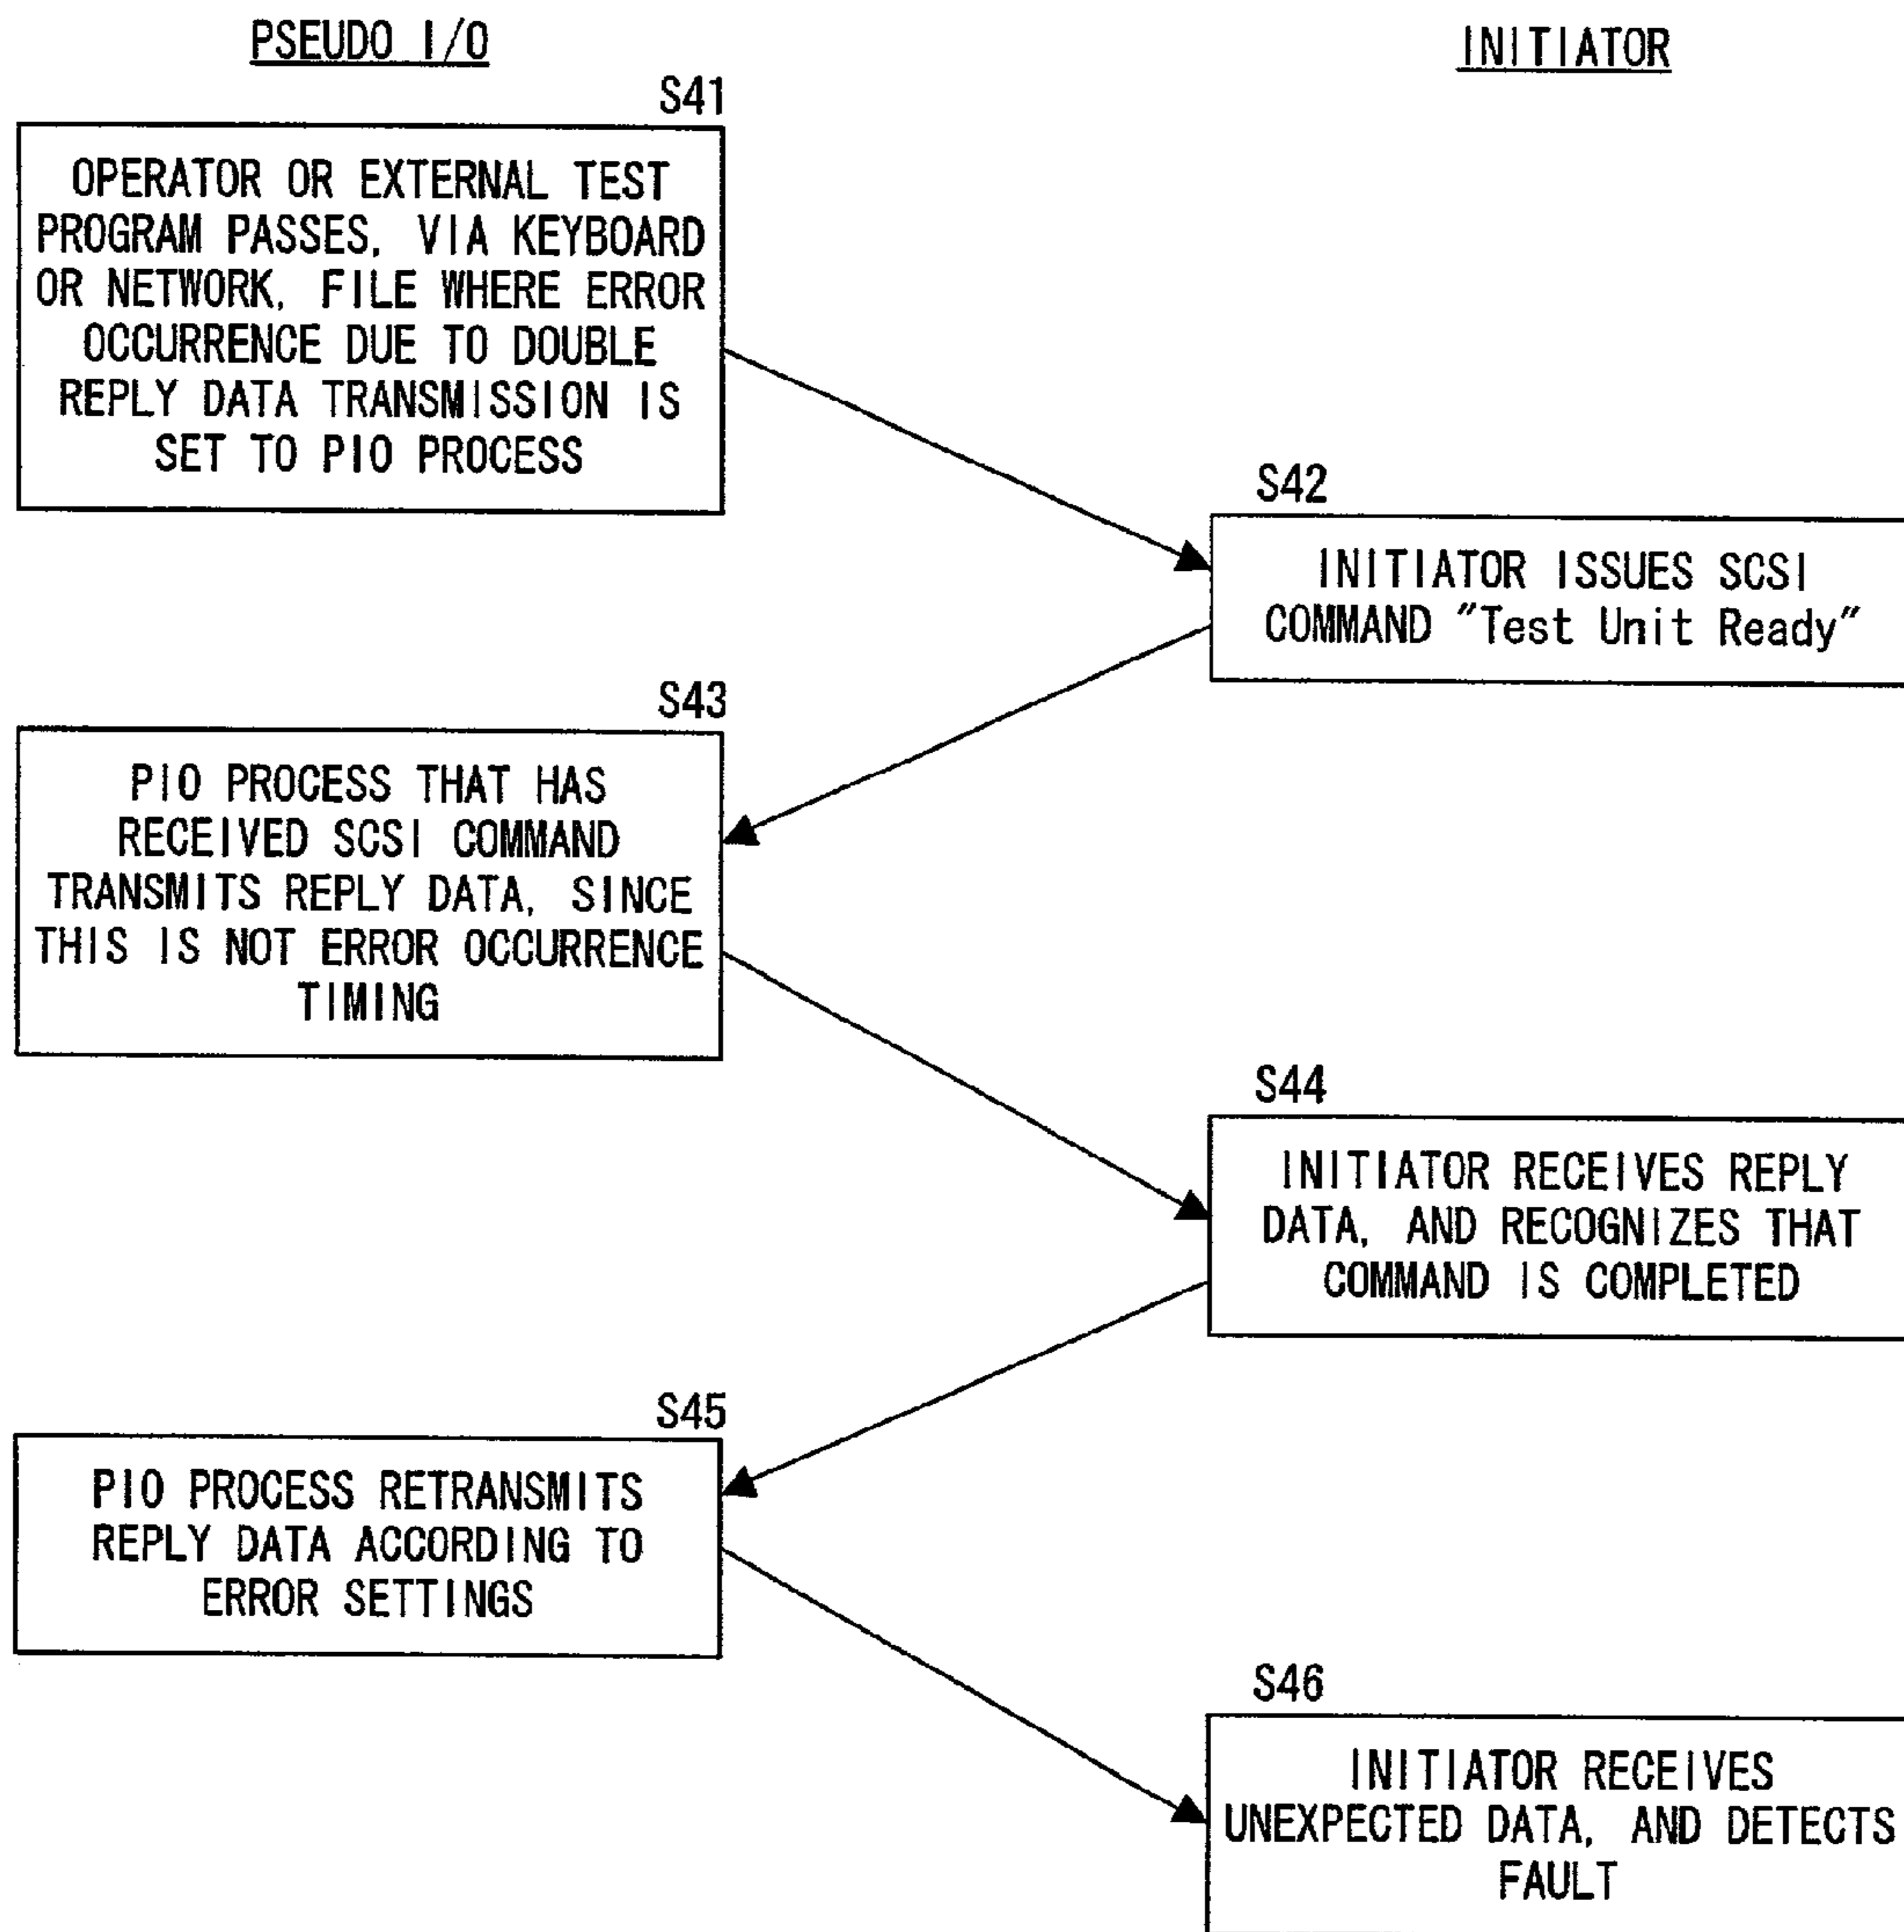 PSEUDO I/O
INITIATOR
S41
OPERATOR OR EXTERNAL TEST
PROGRAM PASSES, VIA KEYBOARD
OR NETWORK, FILE WHERE ERROR
OCCURRENCE DUE TO DOUBLE
REPLY DATA TRANSMISSION IS
SET TO PIO PROCESS
S42
INITIATOR ISSUES SCSI
COMMAND "Test Unit Ready"
S43
PIO PROCESS THAT HAS
RECEIVED SCSI COMMAND
TRANSMITS REPLY DATA, SINCE
THIS IS NOT ERROR OCCURRENCE
TIMING
S44
INITIATOR RECEIVES REPLY
DATA, AND RECOGNIZES THAT
COMMAND IS COMPLETED
S45
PIO PROCESS RETRANSMITS
REPLY DATA ACCORDING TO
ERROR SETTINGS
S46
INITIATOR RECEIVES
UNEXPECTED DATA, AND DETECTS
FAULT